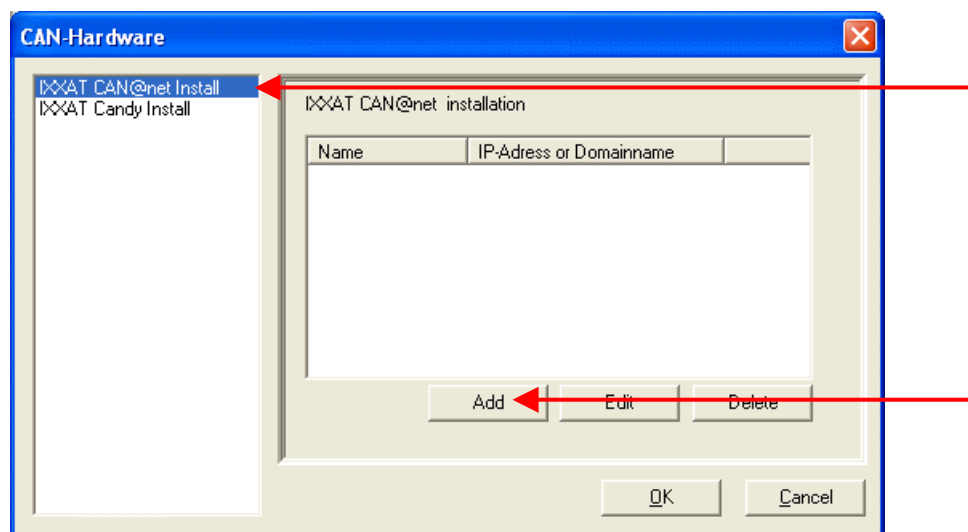 CAN-Hardware
IXXAT CAN@net Install
IXXAT Candy Install
IXXAT CAN@net installation
Name IP-Adress or Domainname
Add Edit Delete
OK Cancel